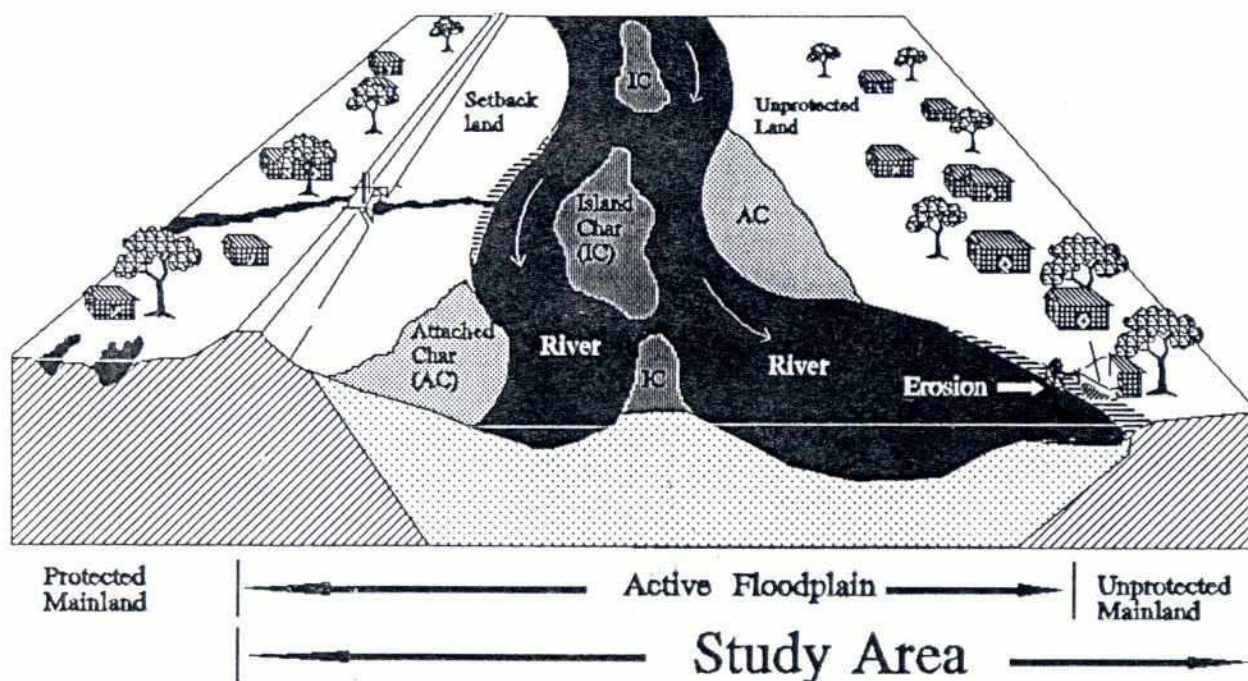 IC
Setback
land
Unprotected
Land
Island
Char
(IC)
AC
Attached
Char
(AC)
River
River
IC
Erosion
Protected
Mainland
Active Floodplain
Unprotected
Mainland
Study Area